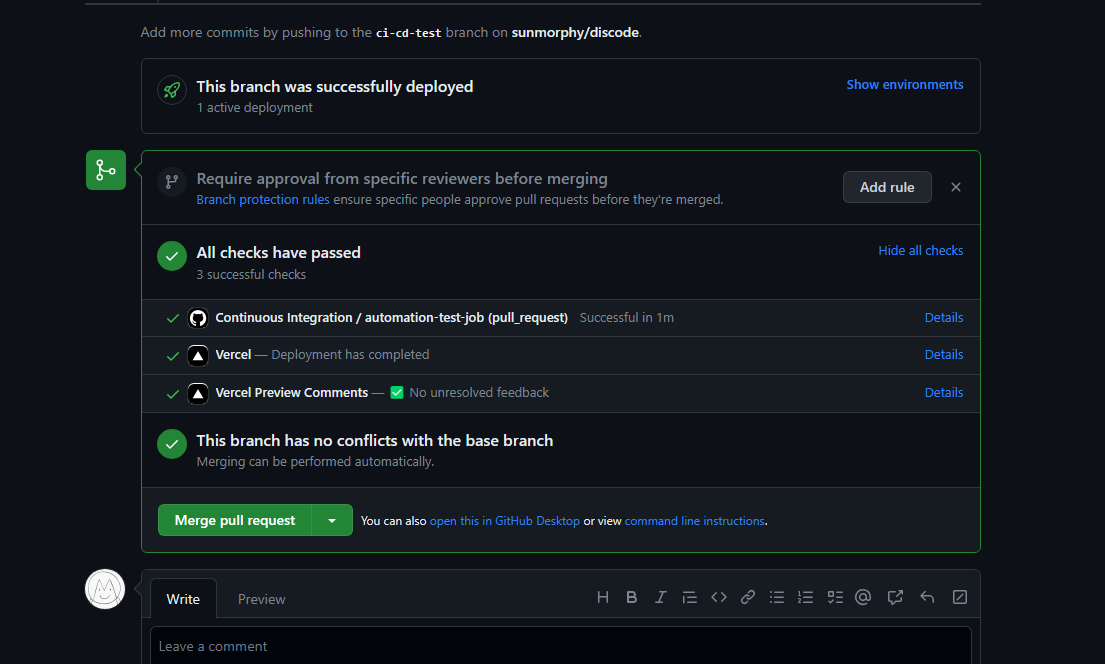 Add more commits by pushing to the ci-cd-test branch on sunmorphy/discode.
This branch was successfully deployed
Show environments
1 active deployment
Require approval from specific reviewers before merging
Add rule
Branch protection rules ensure specific people approve pull requests before they're merged.
All checks have passed
Hide all checks
3 successful checks
Continuous Integration / automation-test-job (pull_request) Successful in 1m
Details
Vercel — Deployment has completed
Details
Vercel Preview Comments — ✅ No unresolved feedback
Details
This branch has no conflicts with the base branch
Merging can be performed automatically.
Merge pull request
You can also open this in GitHub Desktop or view command line instructions.
Write
Preview
Leave a comment